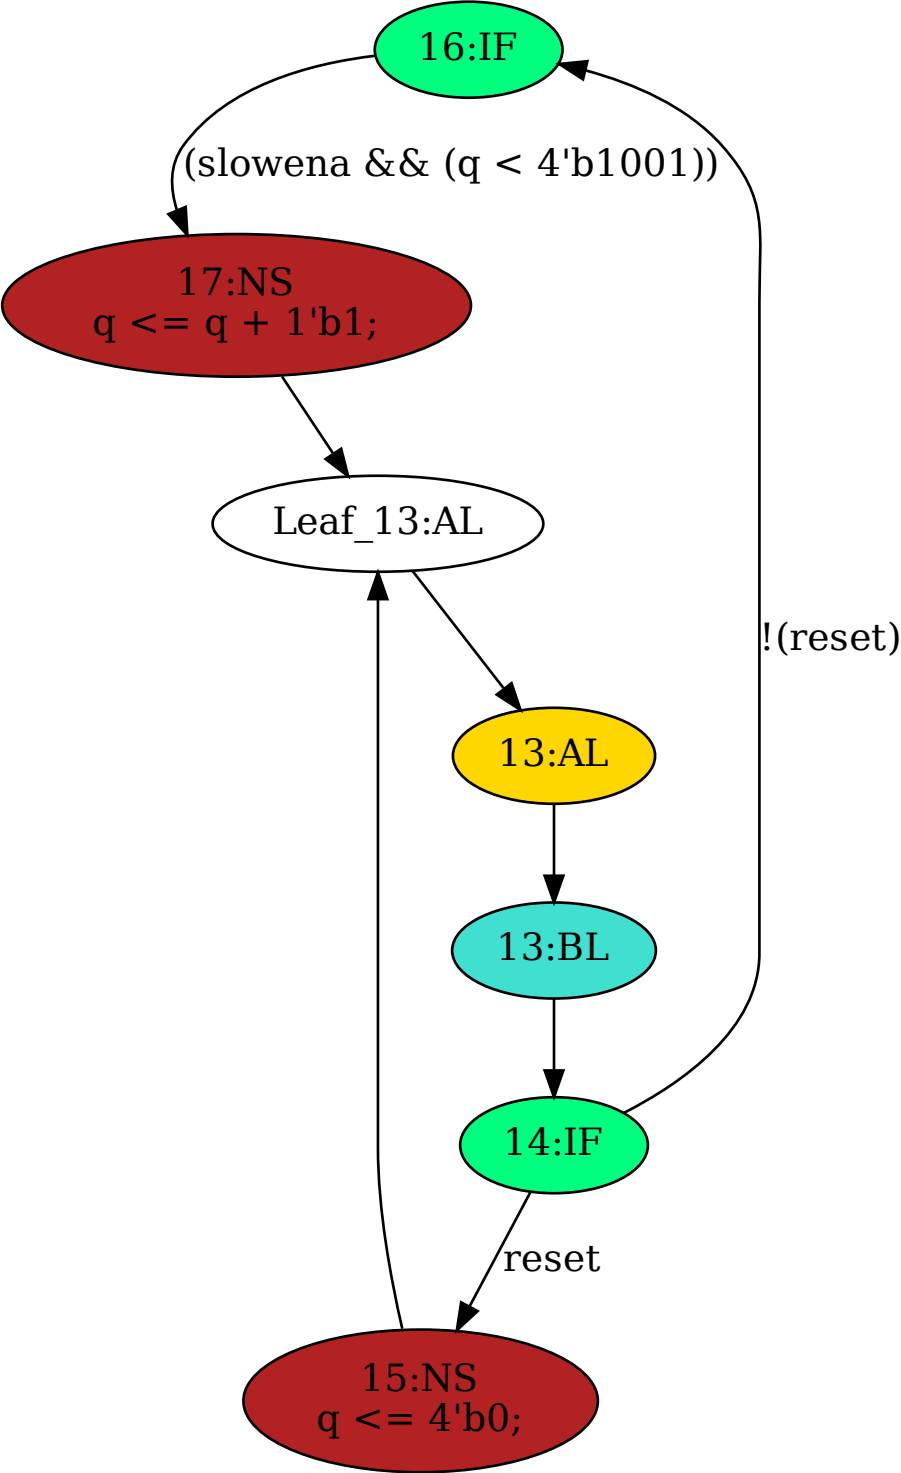 16:IF
(slowena && (q < 4'b1001))
17:NS
q <= q + 1'b1;
Leaf_13:AL
!(reset)
13:AL
13:BL
14:IF
reset
15:NS
q <= 4'b0;